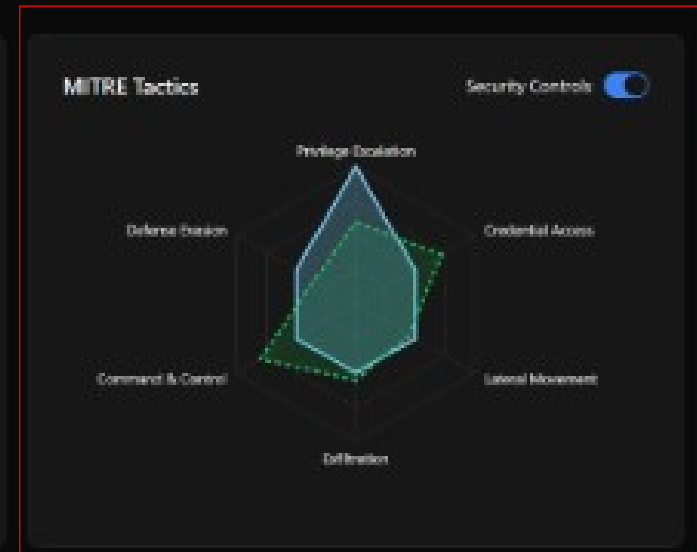 MITRE Tactics
Security Controls
Privilege Escalation
Defense Evasion
Credential Access
Command & Control
Lateral Movement
Exfiltration